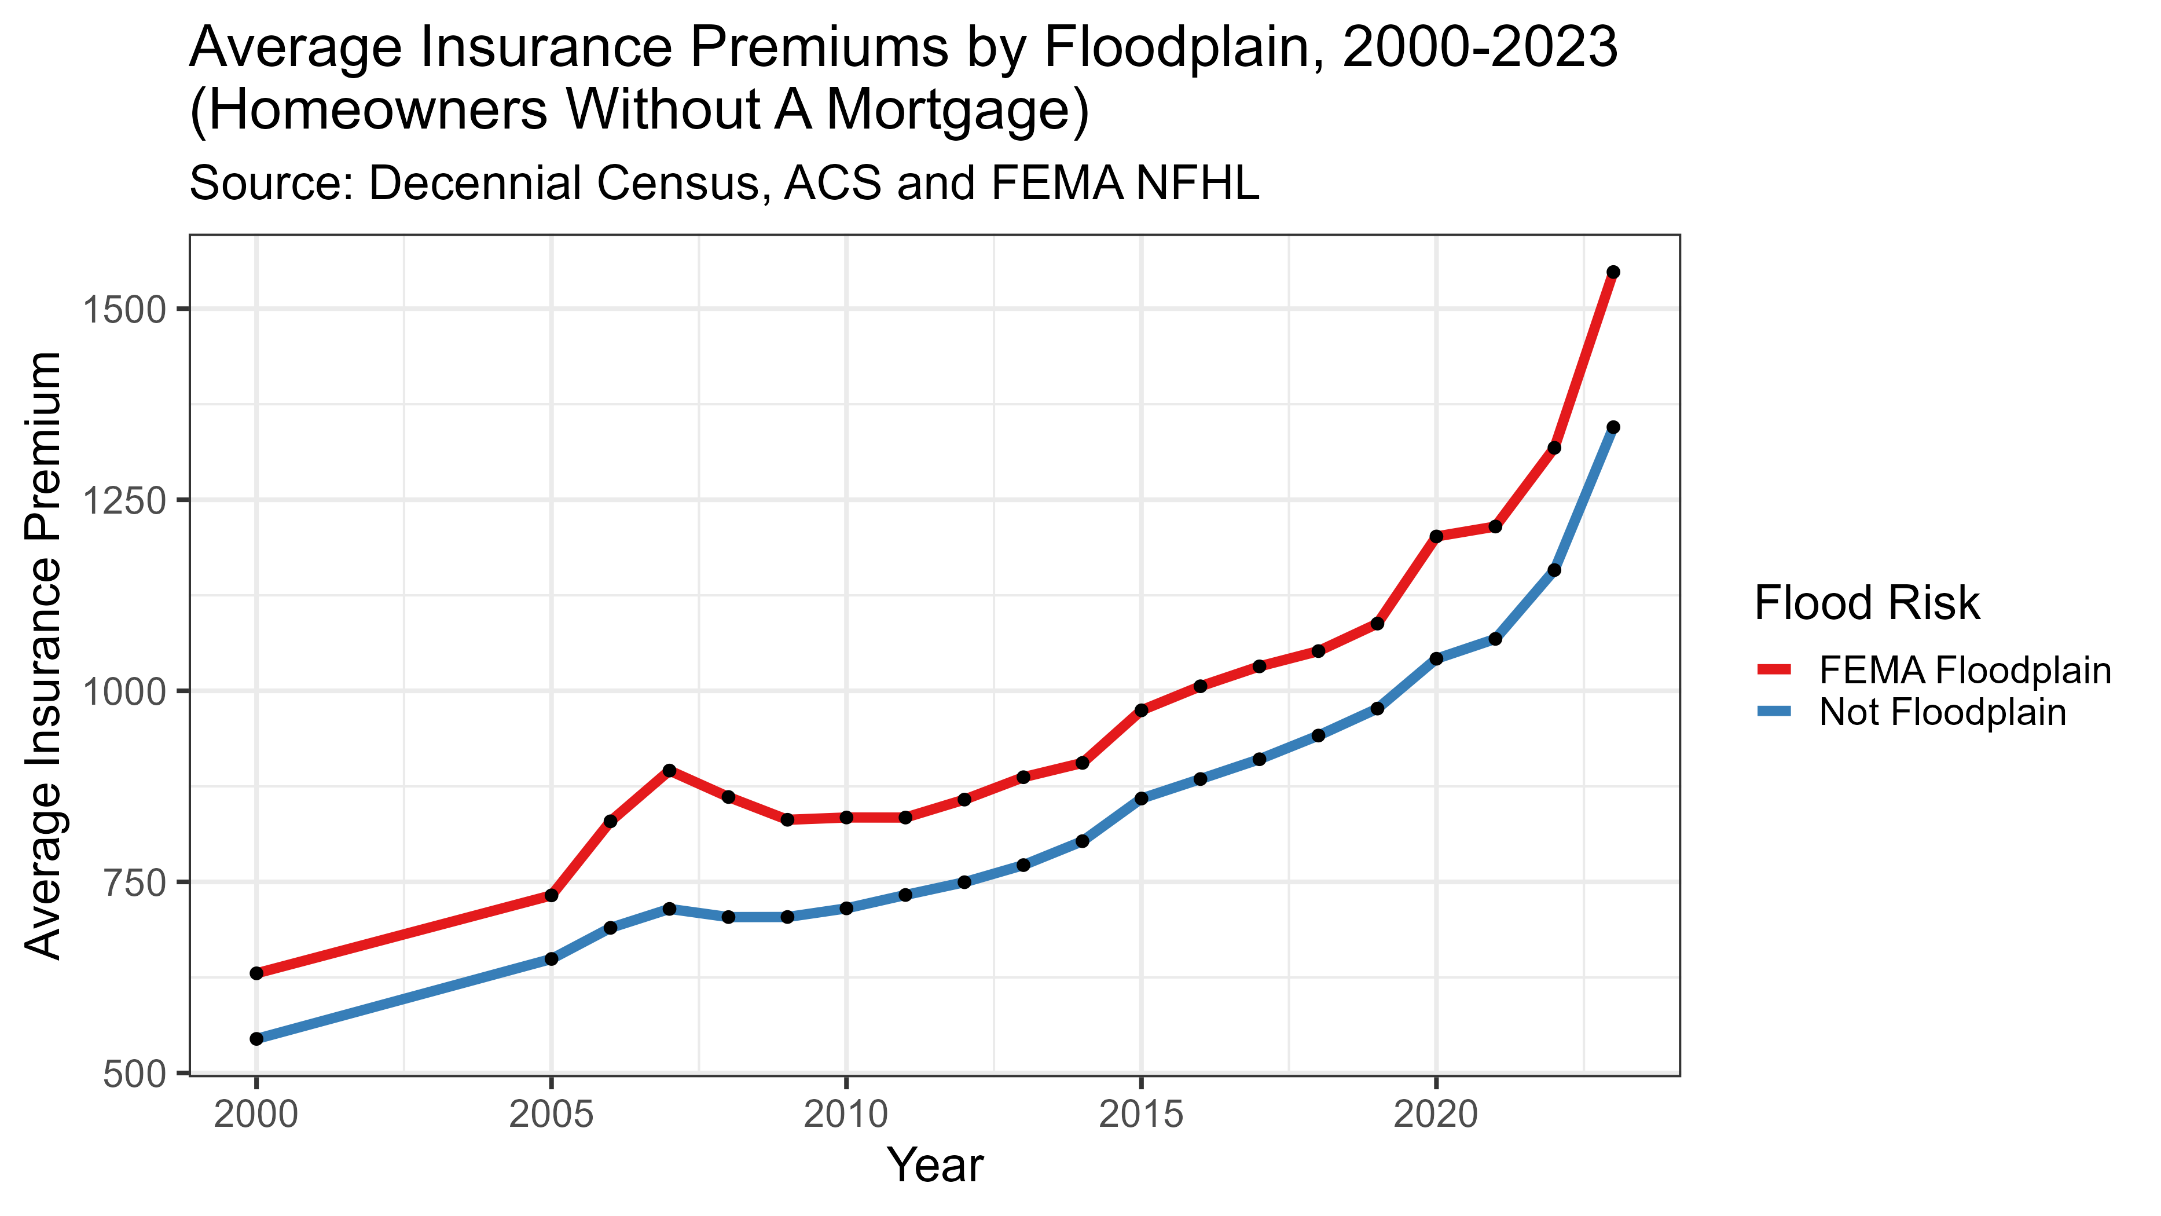 Average Insurance Premiums by Floodplain, 2000-2023
(Homeowners Without A Mortgage)
Source: Decennial Census, ACS and FEMA NFHL
Average Insurance Premium
1500
1250
1000
750
500
2000 2005 2010 2015 2020
Year
Flood Risk
FEMA Floodplain
Not Floodplain